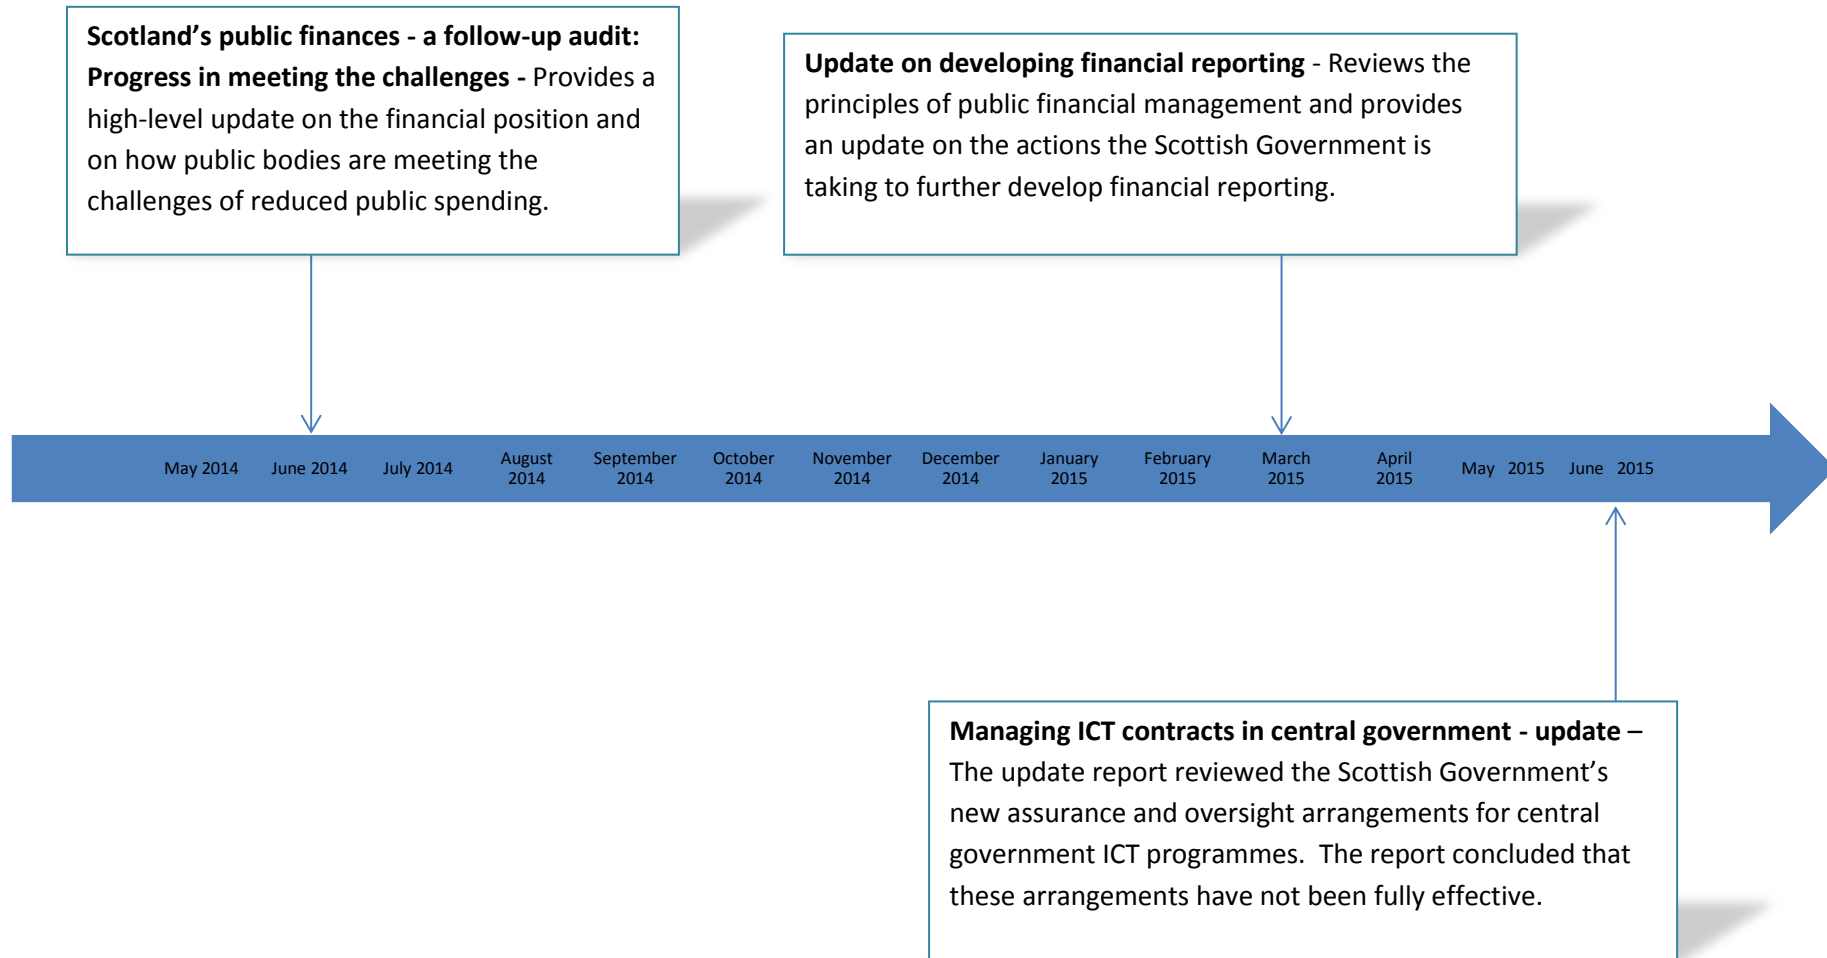 Scotland’s public finances - a follow-up audit:
Progress in meeting the challenges - Provides a
high-level update on the financial position and
on how public bodies are meeting the
challenges of reduced public spending.
Update on developing financial reporting - Reviews the
principles of public financial management and provides
an update on the actions the Scottish Government is
taking to further develop financial reporting.
May 2014
June 2014
July 2014
August
2014
September
2014
October
2014
November
2014
December
2014
January
2015
February
2015
March
2015
April
2015
May 2015
June 2015
Managing ICT contracts in central government - update –
The update report reviewed the Scottish Government’s
new assurance and oversight arrangements for central
government ICT programmes. The report concluded that
these arrangements have not been fully effective.